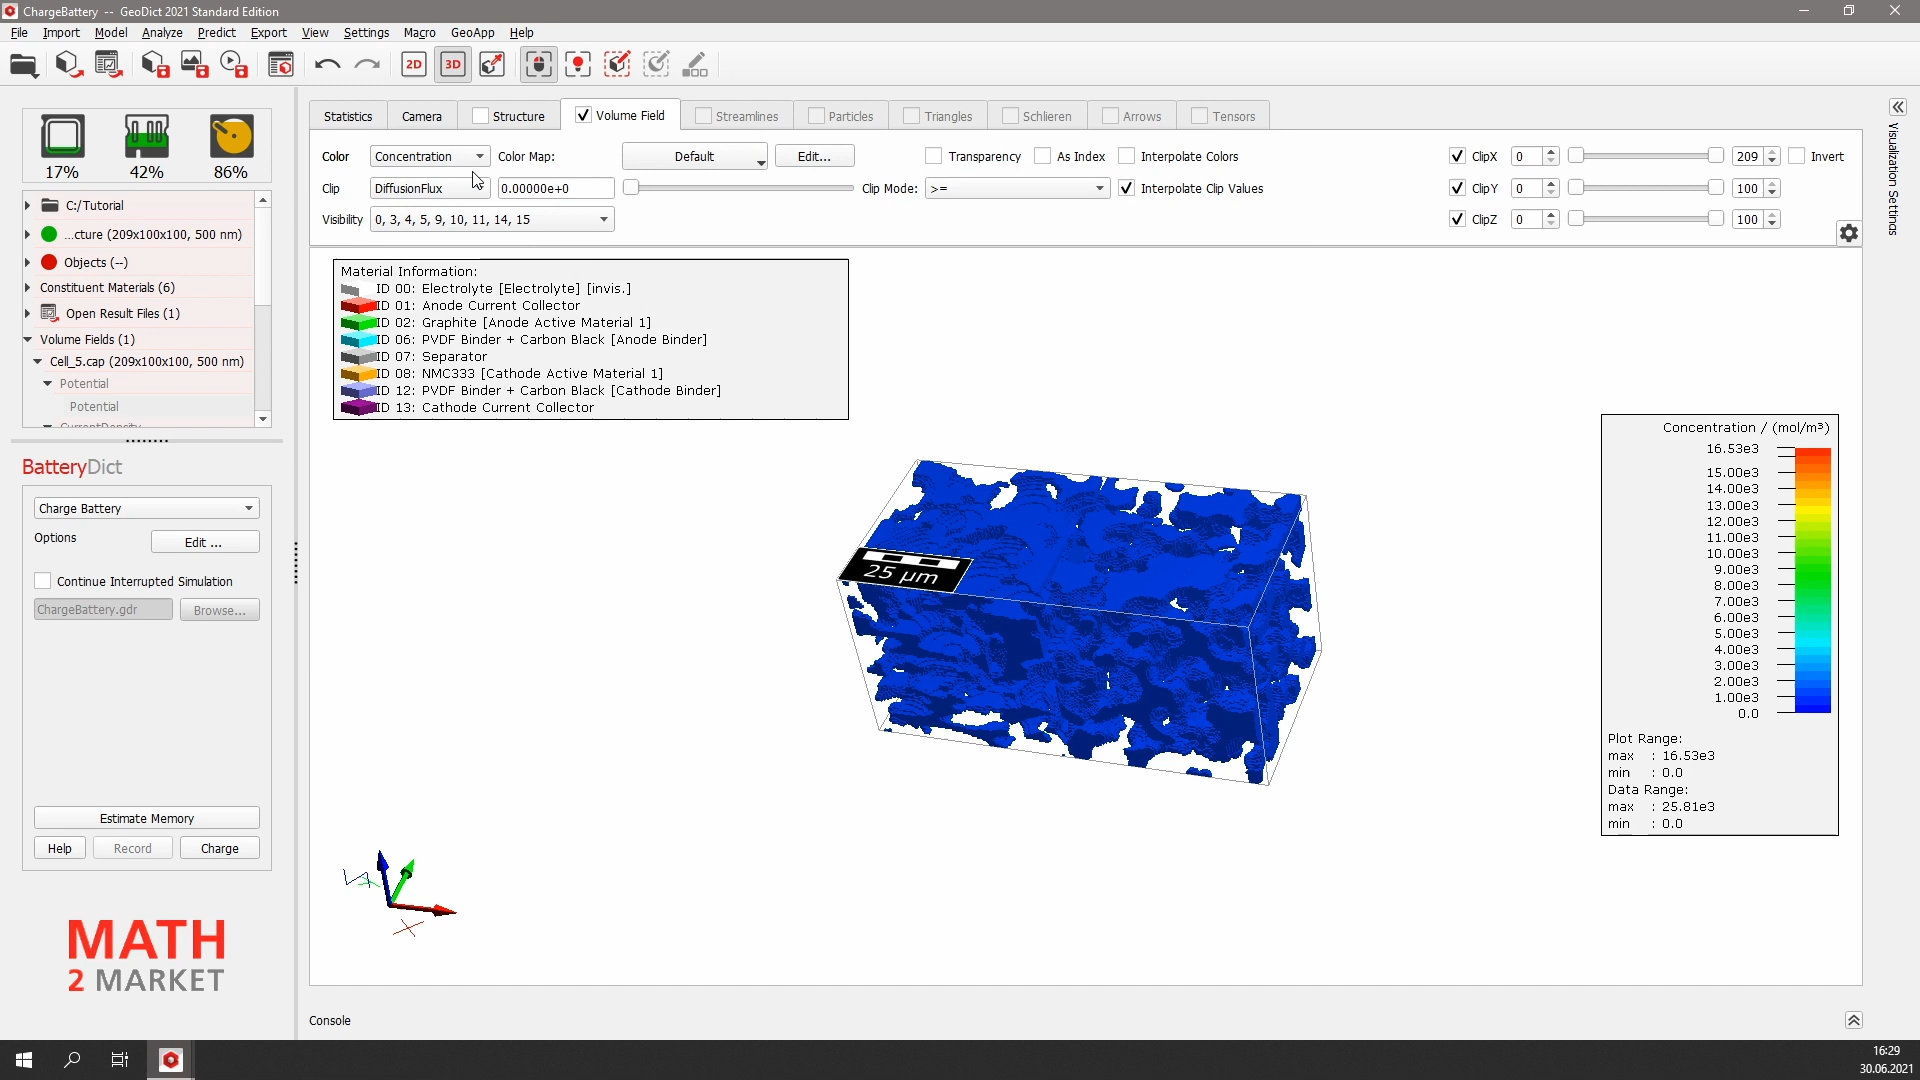 ChargeBattery -- GeoDict 2021 Standard Edition
File Import Model Analyze Predict Export View Settings Macro GeoApp Help
2D 3D
17% 42% 86%
C:/Tutorial
...cture (209x100x100, 500 nm)
Objects (--)
Constituent Materials (6)
Open Result Files (1)
Volume Fields (1)
Cell_5.cap (209x100x100, 500 nm)
Potential
Potential
CurrentDensity
BatteryDict
Charge Battery
Options Edit ...
Continue Interrupted Simulation
ChargeBattery.gdr Browse...
Estimate Memory
Help Record Charge
MATH
2 MARKET
Statistics Camera Structure Volume Field Streamlines Particles Triangles Schlieren Arrows Tensors
Color Concentration Color Map: Default Edit... Transparency As Index Interpolate Colors ClipX 0 209 Invert
Clip DiffusionFlux 0.00000e+0 Clip Mode: >= Interpolate Clip Values ClipY 0 100
Visibility 0, 3, 4, 5, 9, 10, 11, 14, 15 ClipZ 0 100
Material Information:
ID 00: Electrolyte [Electrolyte] [invis.]
ID 01: Anode Current Collector
ID 02: Graphite [Anode Active Material 1]
ID 06: PVDF Binder + Carbon Black [Anode Binder]
ID 07: Separator
ID 08: NMC333 [Cathode Active Material 1]
ID 12: PVDF Binder + Carbon Black [Cathode Binder]
ID 13: Cathode Current Collector
25 µm
Z Y
X
Concentration / (mol/m³)
16.53e3
15.00e3
14.00e3
13.00e3
12.00e3
11.00e3
10.00e3
9.00e3
8.00e3
7.00e3
6.00e3
5.00e3
4.00e3
3.00e3
2.00e3
1.00e3
0.0
Plot Range:
max : 16.53e3
min : 0.0
Data Range:
max : 25.81e3
min : 0.0
Visualization Settings
Console
16:29
30.06.2021